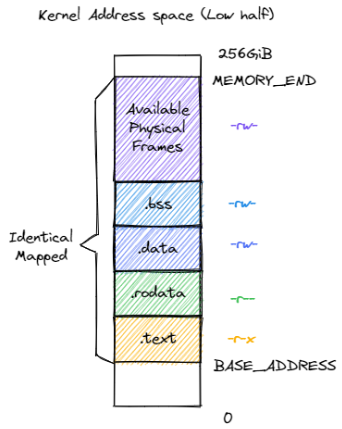 Kernel Address space (Low half)
256GiB
MEMORY_END
Available
Physical
Frames
-rw-
.bss
-rw-
.data
-rw-
Identical
Mapped
.rodata
-r--
.text
-r-x
BASE_ADDRESS
0